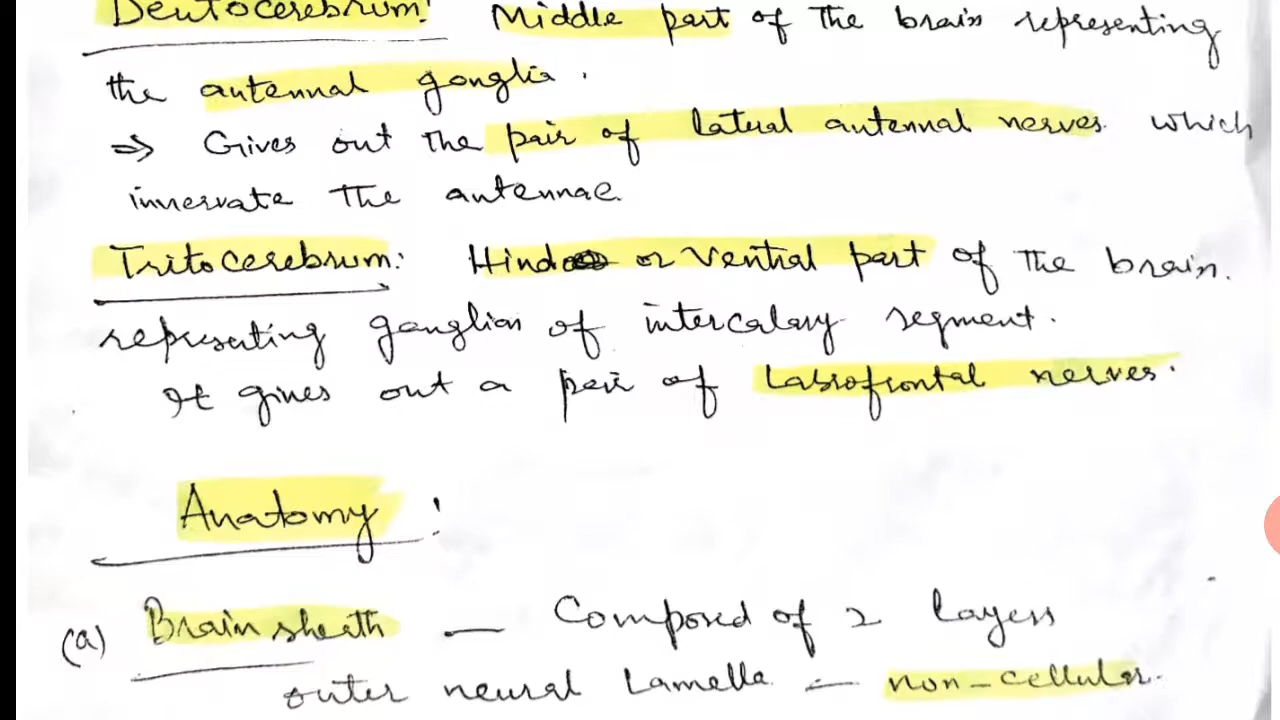 Deutocerebrum: Middle part of the brain representing
the antennal ganglia.
⇒ Gives out the pair of lateral antennal nerves which
innervate the antennae.
Tritocerebrum: Hind or Ventral part of the brain.
representing ganglion of intercalary segment.
It gives out a pair of Labrofrontal nerves.
Anatomy:
(a) Brain sheath — Composed of 2 layers
outer neural Lamella — non-cellular.